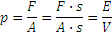 p = F/A = F · s/A · s = E/V